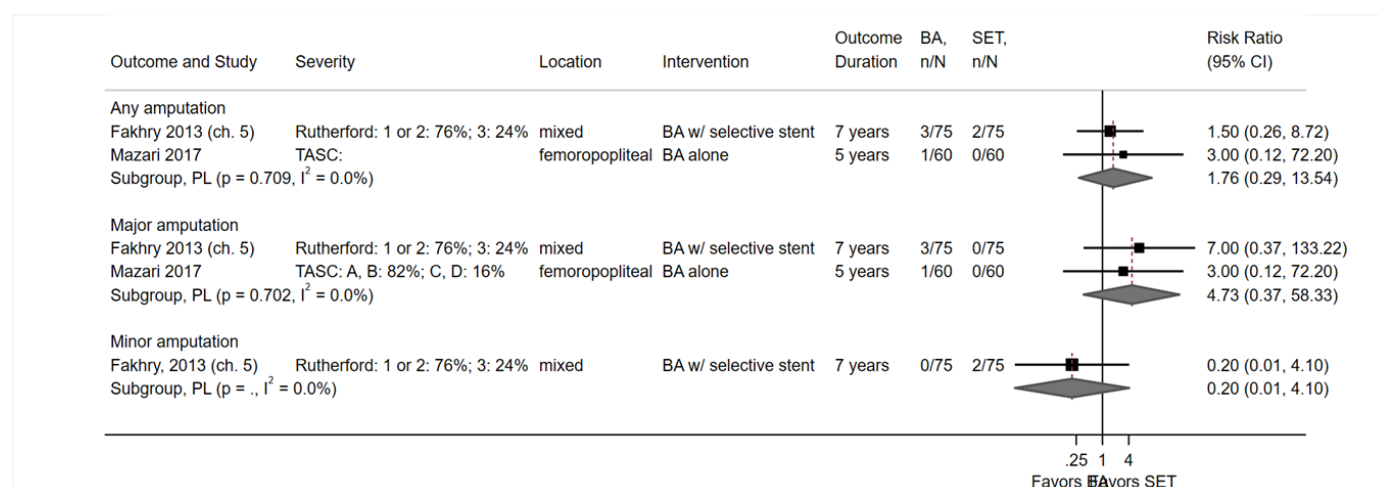 Outcome and Study Severity Location Intervention Outcome Duration BA, n/N SET, n/N Risk Ratio (95% CI)
Any amputation
Fakhry 2013 (ch. 5) Rutherford: 1 or 2: 76%; 3: 24% mixed BA w/ selective stent 7 years 3/75 2/75 1.50 (0.26, 8.72)
Mazari 2017 TASC: femoropopliteal BA alone 5 years 1/60 0/60 3.00 (0.12, 72.20)
Subgroup, PL (p = 0.709, I² = 0.0%) 1.76 (0.29, 13.54)
Major amputation
Fakhry 2013 (ch. 5) Rutherford: 1 or 2: 76%; 3: 24% mixed BA w/ selective stent 7 years 3/75 0/75 7.00 (0.37, 133.22)
Mazari 2017 TASC: A, B: 82%; C, D: 16% femoropopliteal BA alone 5 years 1/60 0/60 3.00 (0.12, 72.20)
Subgroup, PL (p = 0.702, I² = 0.0%) 4.73 (0.37, 58.33)
Minor amputation
Fakhry, 2013 (ch. 5) Rutherford: 1 or 2: 76%; 3: 24% mixed BA w/ selective stent 7 years 0/75 2/75 0.20 (0.01, 4.10)
Subgroup, PL (p = ., I² = 0.0%) 0.20 (0.01, 4.10)
.25 1 4
Favors BA Favors SET